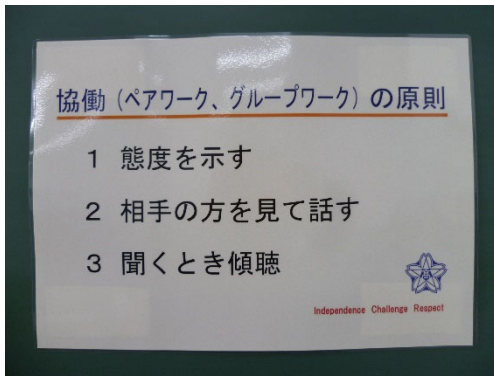 協働（ペアワーク、グループワーク）の原則
1 態度を示す
2 相手の方を見て話す
3 聞くとき傾聴
Independence Challenge Respect